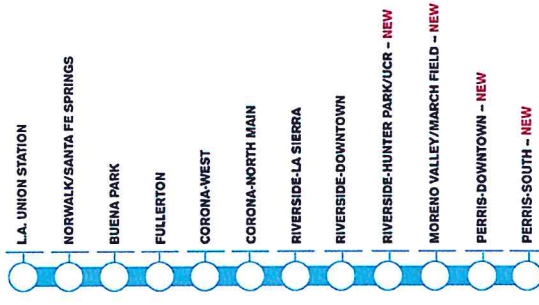 L.A. UNION STATION
NORWALK/SANTA FE SPRINGS
BUENA PARK
FULLERTON
CORONA-WEST
CORONA-NORTH MAIN
RIVERSIDE-LA SIERRA
RIVERSIDE-DOWNTOWN
RIVERSIDE-HUNTER PARK/UCR – NEW
MORENO VALLEY/MARCH FIELD – NEW
PERRIS-DOWNTOWN – NEW
PERRIS-SOUTH – NEW